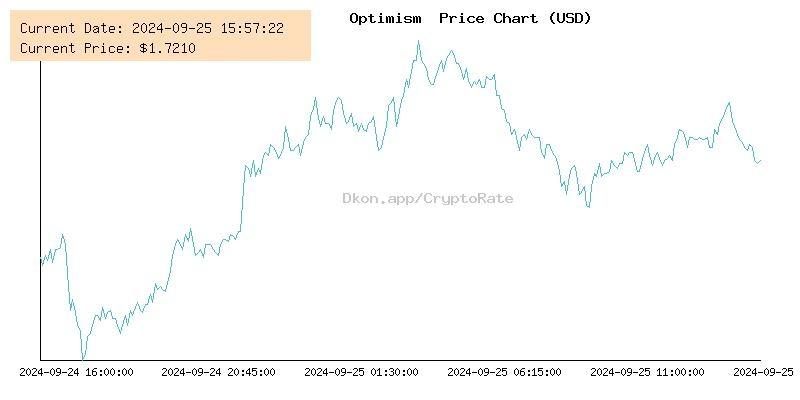 Optimism  Price Chart (USD)
Current Date: 2024-09-25 15:57:22
Current Price: $1.7210
Dkon.app/CryptoRate
2024-09-24 16:00:00 2024-09-24 20:45:00 2024-09-25 01:30:00 2024-09-25 06:15:00 2024-09-25 11:00:00 2024-09-25